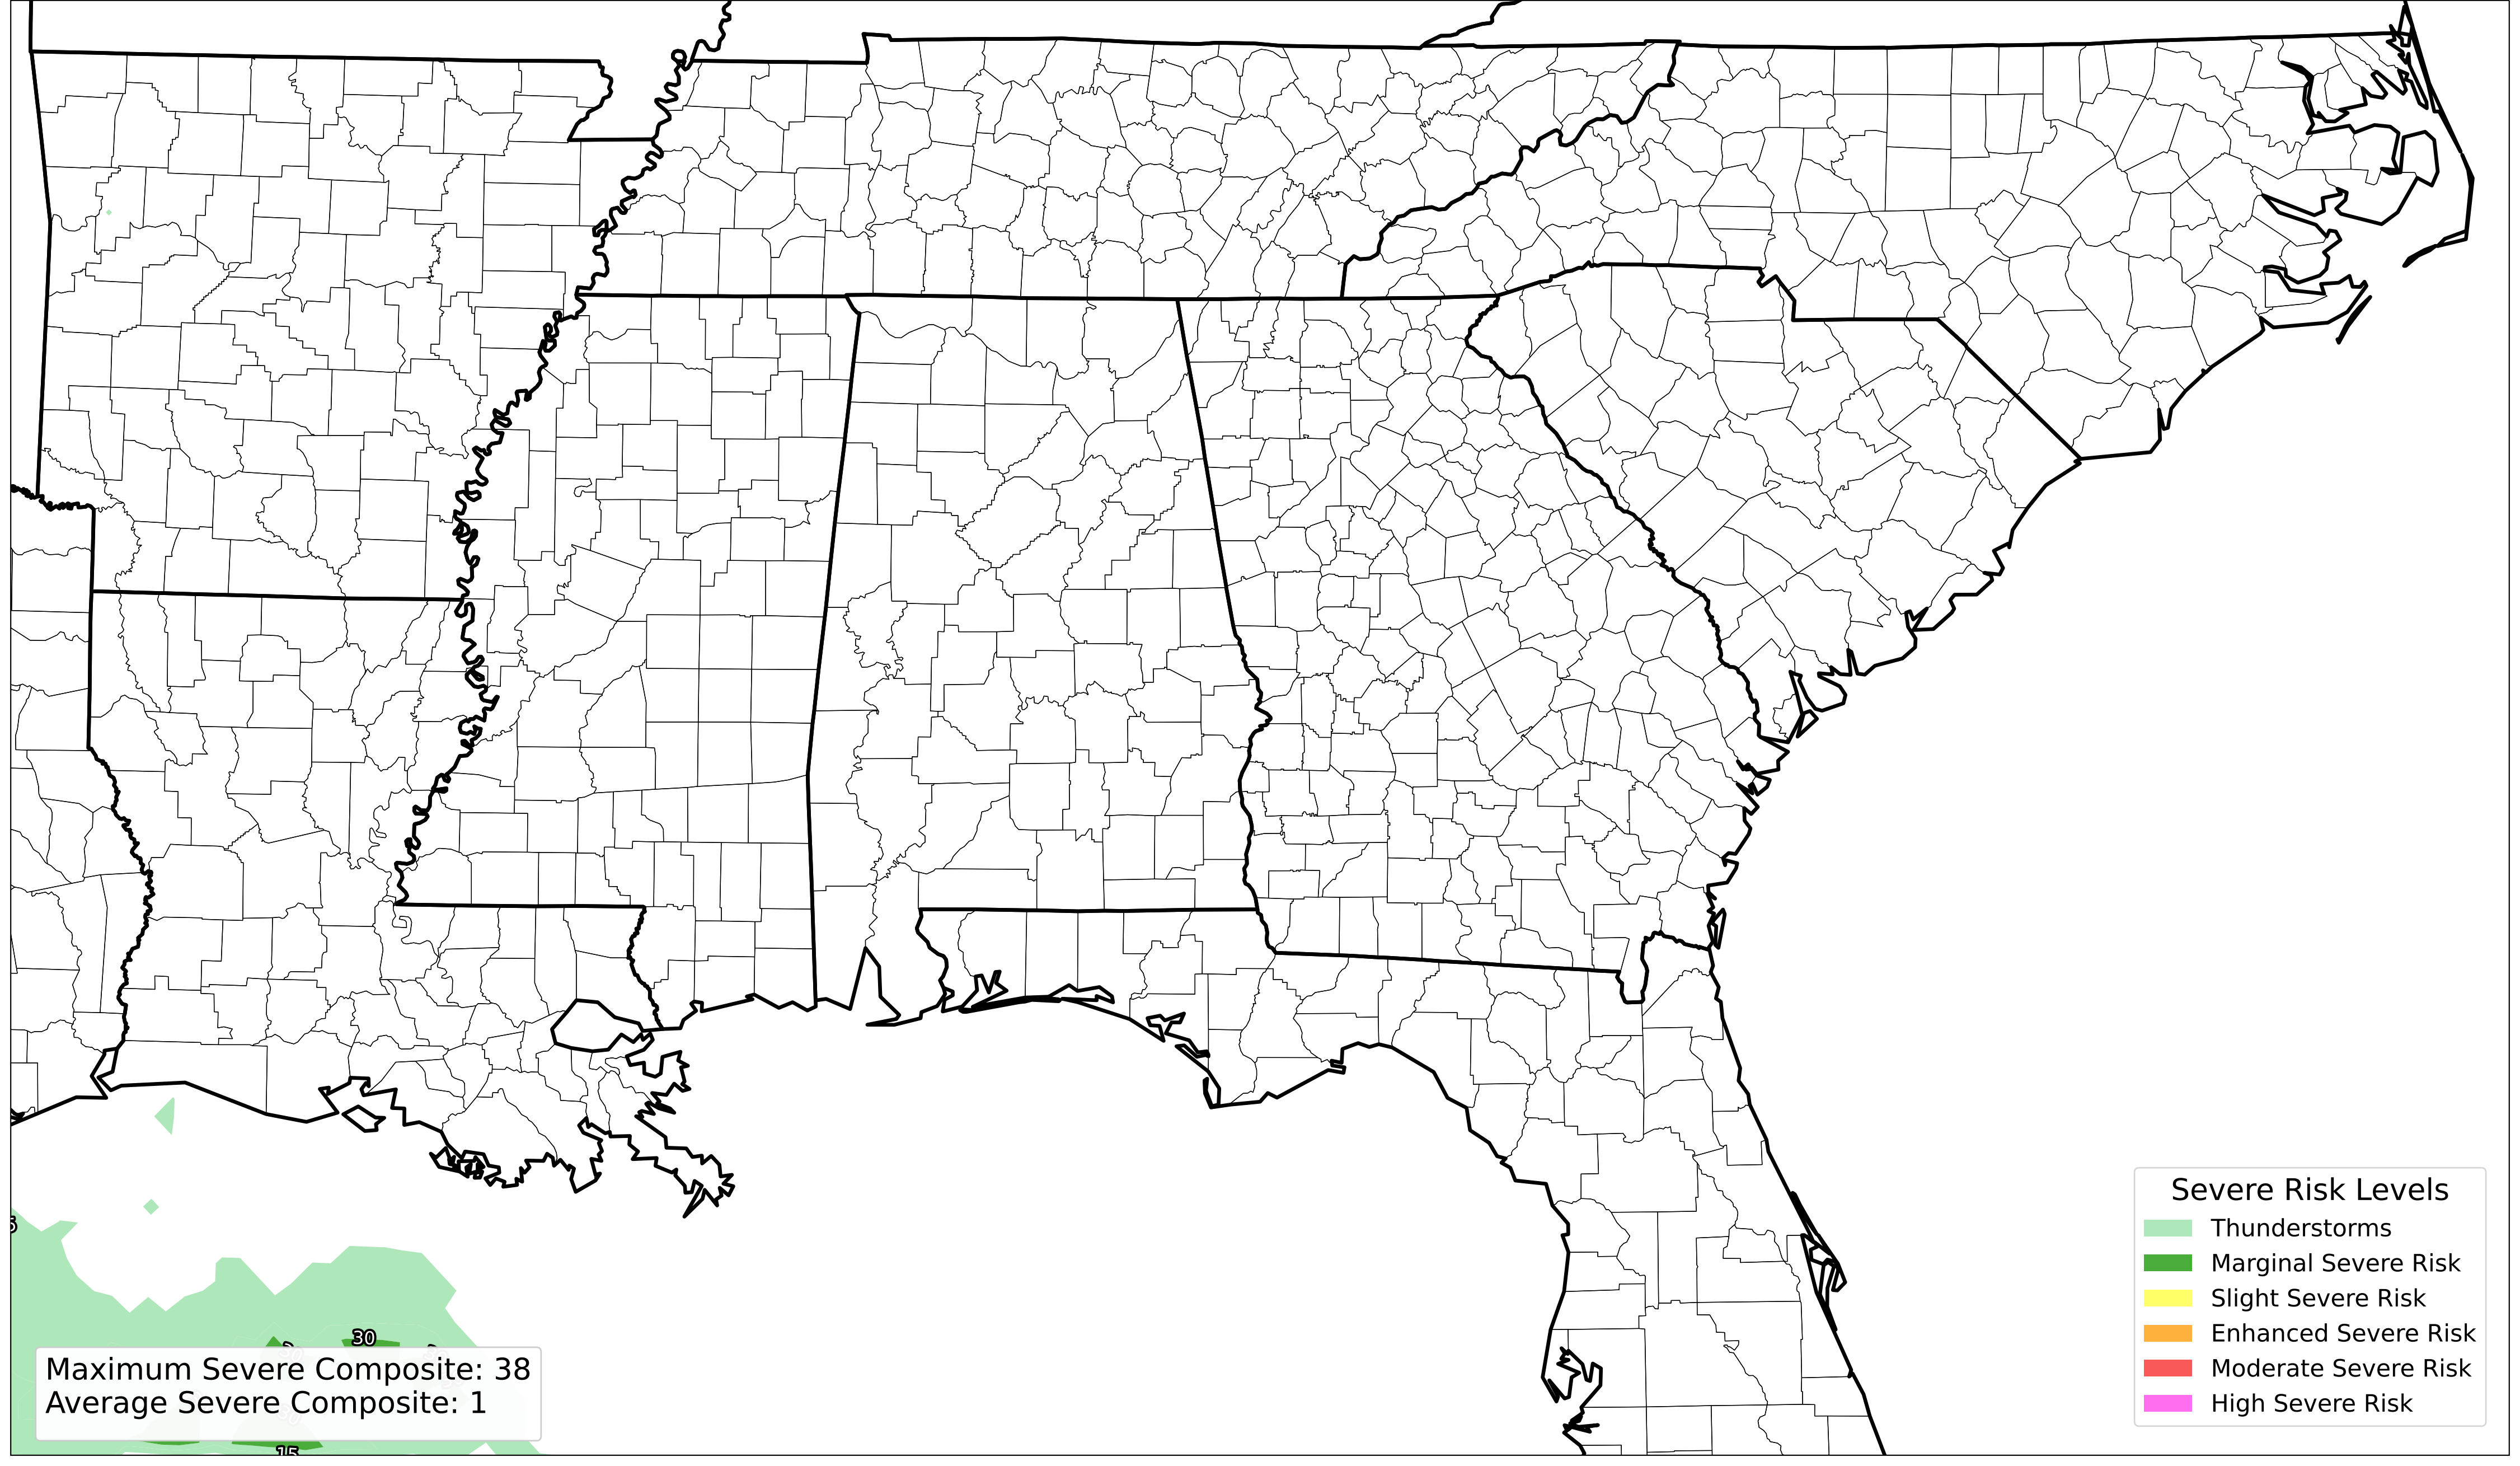 30
Maximum Severe Composite: 38
Average Severe Composite: 1
15
Severe Risk Levels
Thunderstorms
Marginal Severe Risk
Slight Severe Risk
Enhanced Severe Risk
Moderate Severe Risk
High Severe Risk